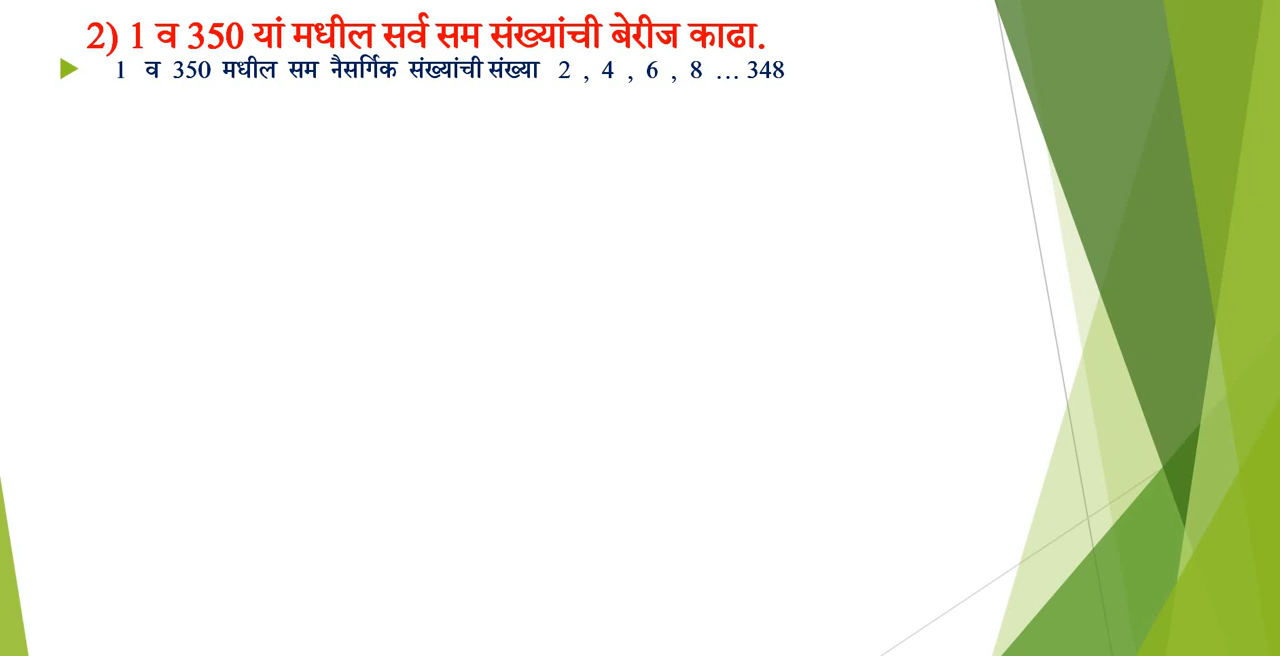 2) 1 व 350 यां मधील सर्व सम संख्यांची बेरीज काढा.
1 व 350 मधील सम नैसर्गिक संख्यांची संख्या 2 , 4 , 6 , 8 … 348